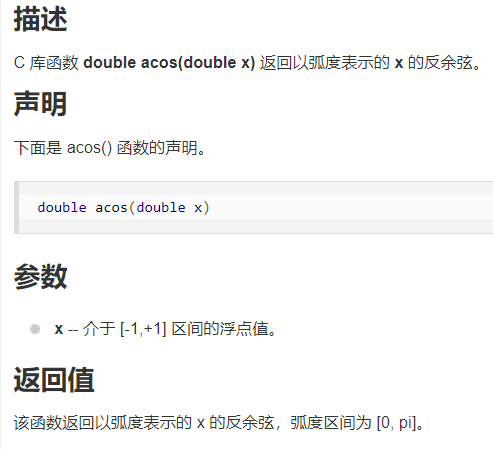 描述
C 库函数 double acos(double x) 返回以弧度表示的 x 的反余弦。
声明
下面是 acos() 函数的声明。
double acos(double x)
参数
x -- 介于 [-1,+1] 区间的浮点值。
返回值
该函数返回以弧度表示的 x 的反余弦，弧度区间为 [0, pi]。